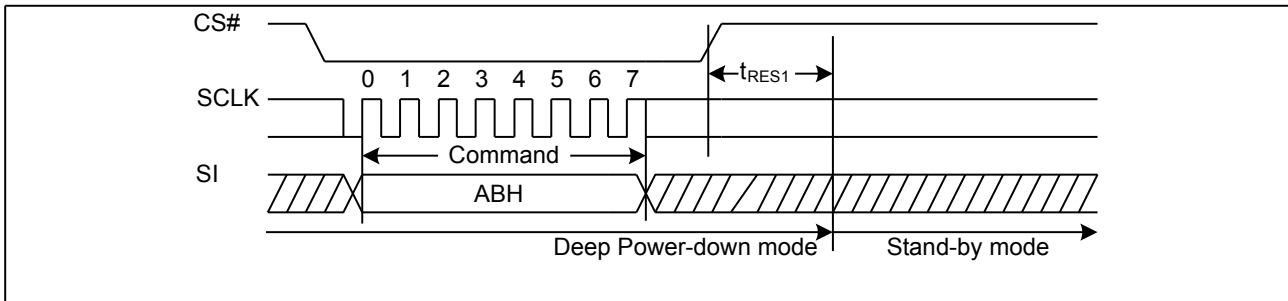 CS#
tRES1
0 1 2 3 4 5 6 7
SCLK
Command
SI
ABH
Deep Power-down mode Stand-by mode